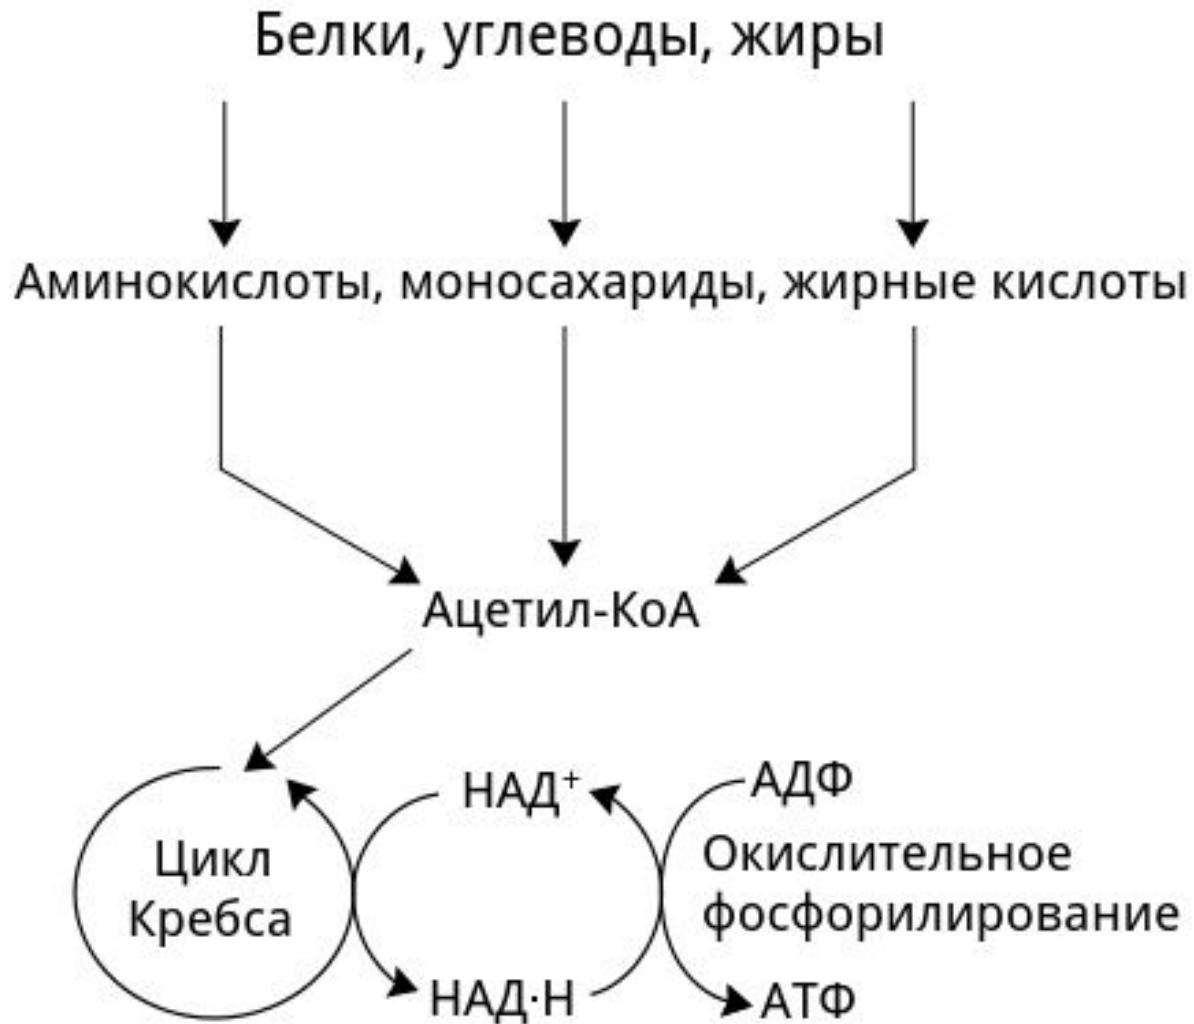 Белки, углеводы, жиры
Аминокислоты, моносахариды, жирные кислоты
Ацетил-КоА
Цикл
Кребса
НАД⁺
НАД·Н
АДФ
Окислительное
фосфорилирование
АТФ